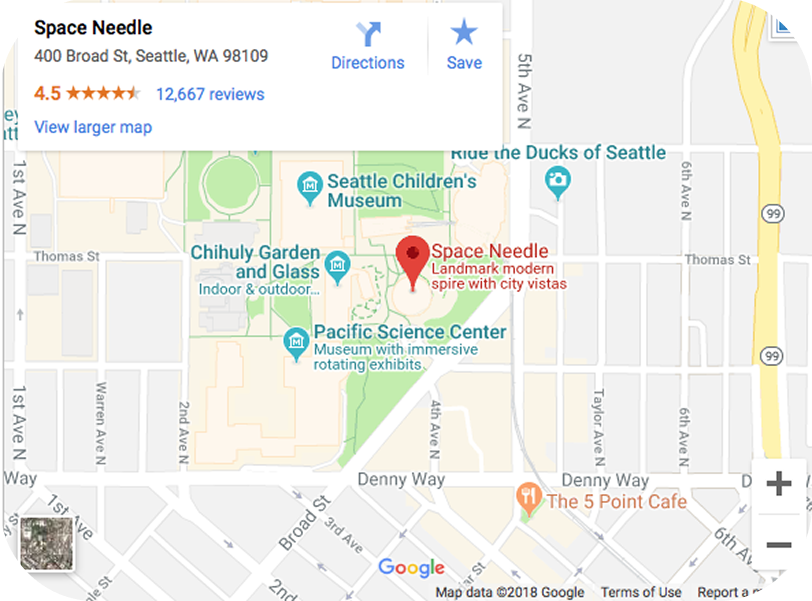 Space Needle
400 Broad St, Seattle, WA 98109
4.5
12,667 reviews
View larger map
Directions
Save
5th Ave N
Ride the Ducks of Seattle
6th Ave N
99
1st Ave N
Seattle Children's
Museum
Chihuly Garden
and Glass
Indoor & outdoor...
Space Needle
Landmark modern
spire with city vistas
Thomas St
Thomas St
Pacific Science Center
Museum with immersive
rotating exhibits
99
1st Ave N
Warren Ave N
2nd Ave N
4th Ave N
Taylor Ave N
6th Ave N
Way
Denny Way
Denny Way
The 5 Point Cafe
1st Ave
Broad St
3rd Ave
2nd
6th
Google
Map data ©2018 Google
Terms of Use
Report a